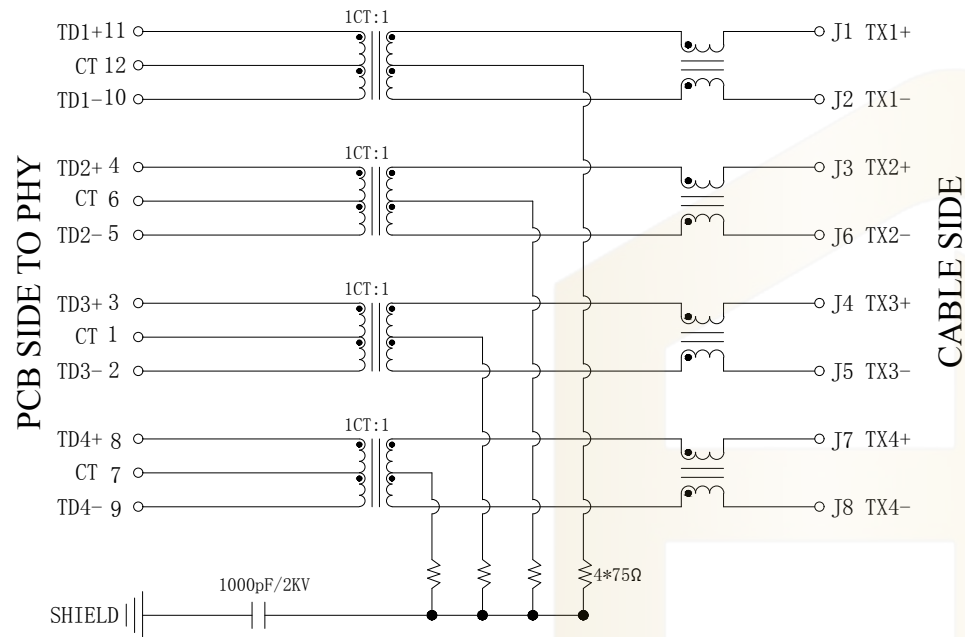 1CT:1
TD1+ 11 J1 TX1+
CT 12
TD1- 10 J2 TX1-
1CT:1
TD2+ 4 J3 TX2+
CT 6
TD2- 5 J6 TX2-
1CT:1
TD3+ 3 J4 TX3+
CT 1
TD3- 2 J5 TX3-
1CT:1
TD4+ 8 J7 TX4+
CT 7
TD4- 9 J8 TX4-
PCB SIDE TO PHY
CABLE SIDE
4*75Ω
1000pF/2KV
SHIELD